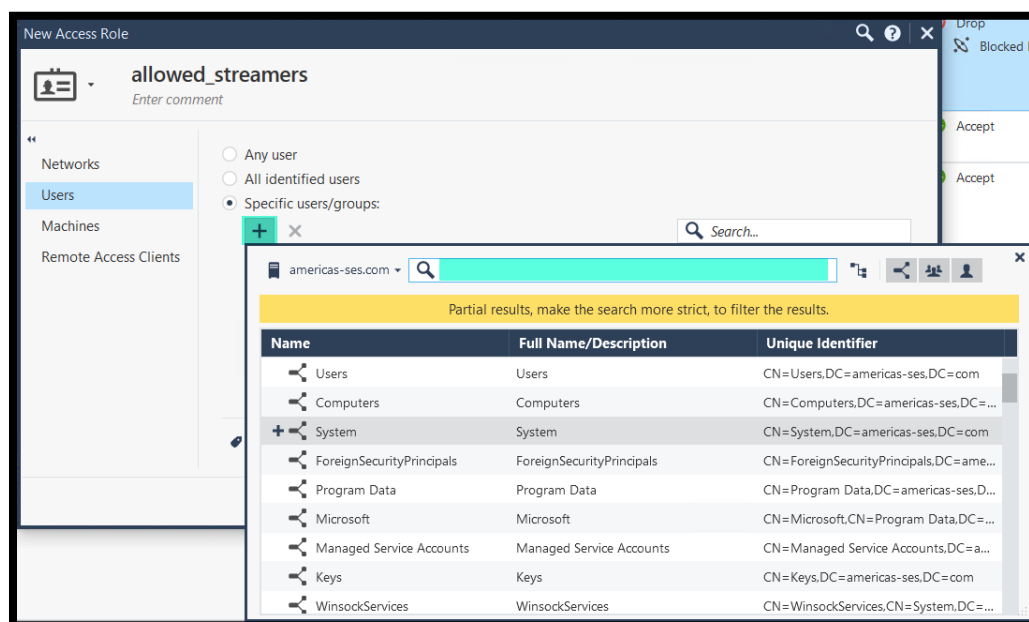 New Access Role
Drop
Blocked
allowed_streamers
Enter comment
Accept
Accept
Networks
Users
Machines
Remote Access Clients
Any user
All identified users
Specific users/groups:
Search...
americas-ses.com
Partial results, make the search more strict, to filter the results.
Name Full Name/Description Unique Identifier
Users Users CN=Users,DC=americas-ses,DC=com
Computers Computers CN=Computers,DC=americas-ses,DC=...
System System CN=System,DC=americas-ses,DC=com
ForeignSecurityPrincipals ForeignSecurityPrincipals CN=ForeignSecurityPrincipals,DC=ame...
Program Data Program Data CN=Program Data,DC=americas-ses,D...
Microsoft Microsoft CN=Microsoft,CN=Program Data,DC=...
Managed Service Accounts Managed Service Accounts CN=Managed Service Accounts,DC=a...
Keys Keys CN=Keys,DC=americas-ses,DC=com
WinsockServices WinsockServices CN=WinsockServices,CN=System,DC=...